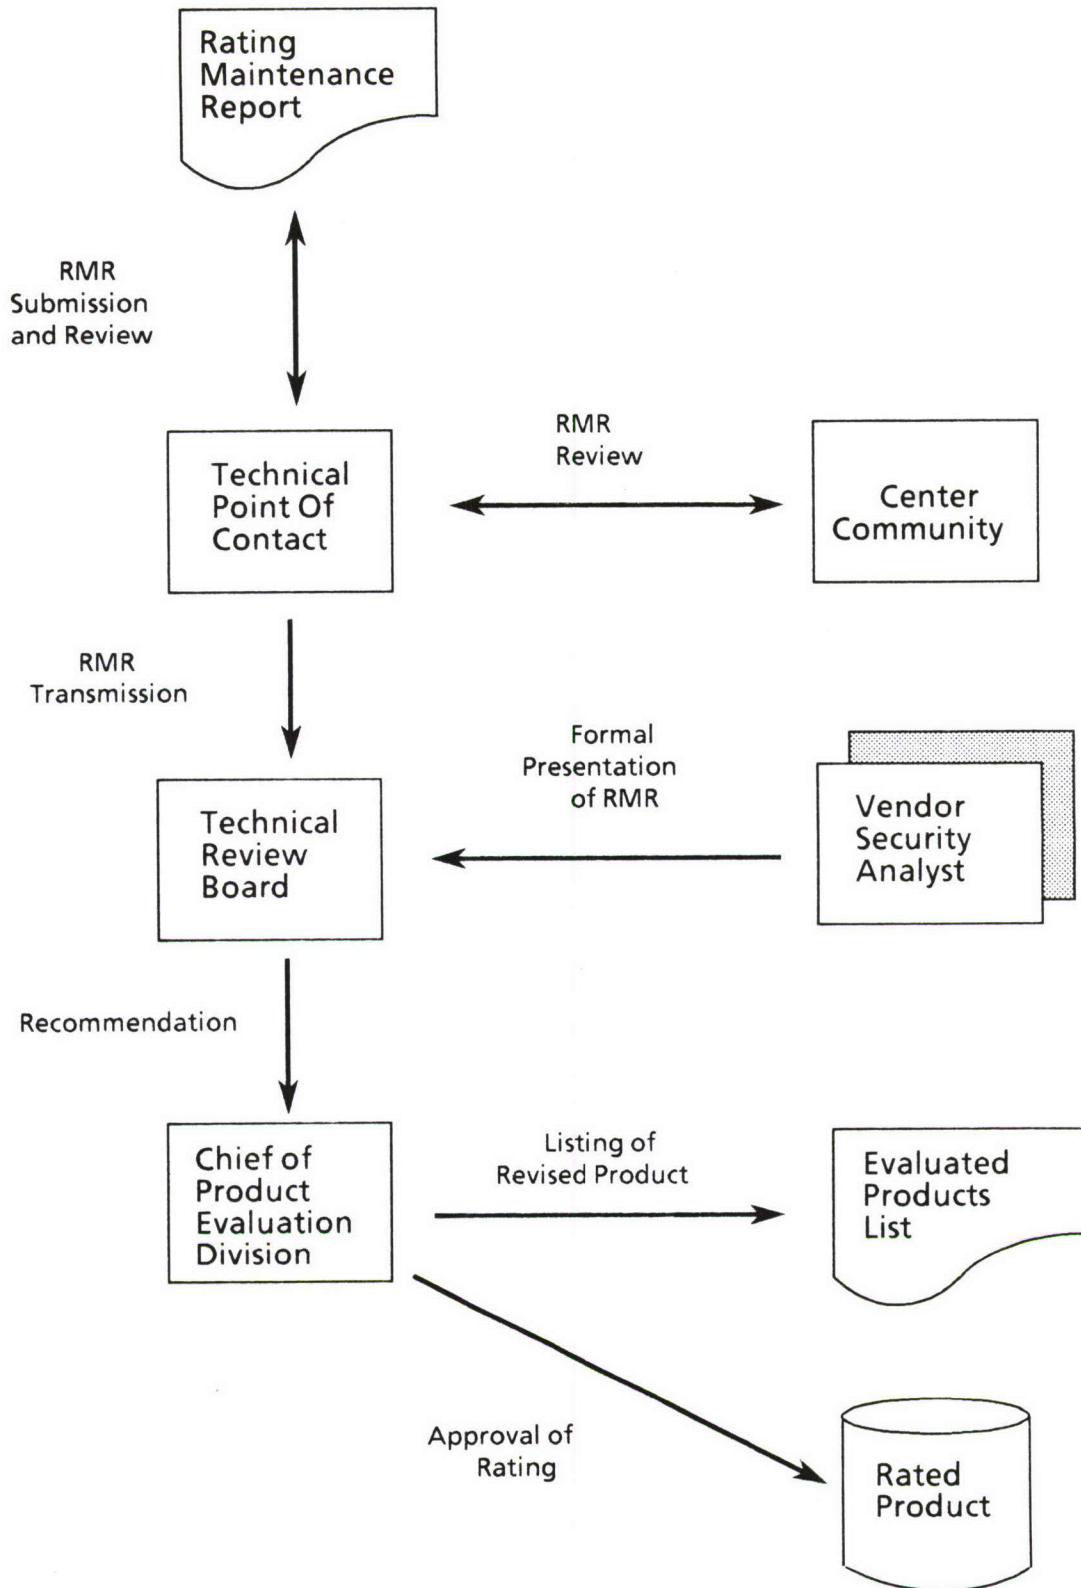 Rating
Maintenance
Report
RMR
Submission
and Review
Technical
Point Of
Contact
RMR
Review
Center
Community
RMR
Transmission
Technical
Review
Board
Formal
Presentation
of RMR
Vendor
Security
Analyst
Recommendation
Chief of
Product
Evaluation
Division
Listing of
Revised Product
Evaluated
Products
List
Approval of
Rating
Rated
Product